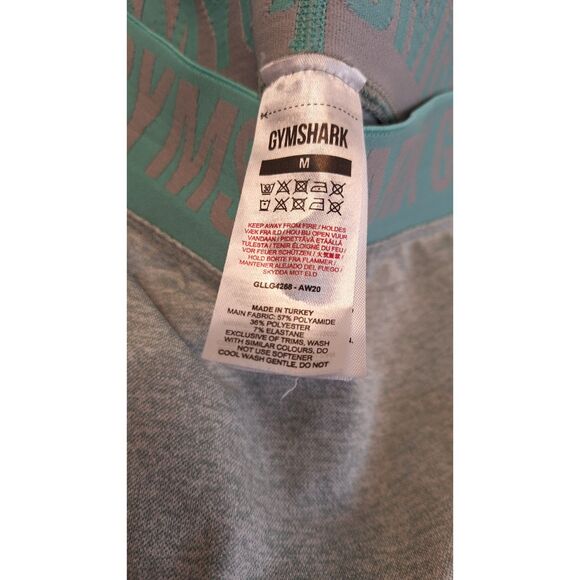 GYMSHARK
M
KEEP AWAY FROM FIRE / HOLDES
VÆK FRA ILD / HOU BIJ OPEN VUUR
VANDAAN / PIDETTÄVÄ ETÄÄLLÄ
TULESTA / TENIR ÉLOIGNÉ DU FEU /
VOR FEUER SCHÜTZEN /
HOLD BORTE FRA FLAMMER /
MANTENER ALEJADO DEL FUEGO /
SKYDDA MOT ELD
GLLG4268 - AW20
MADE IN TURKEY
MAIN FABRIC: 57% POLYAMIDE
36% POLYESTER
7% ELASTANE
EXCLUSIVE OF TRIMS, WASH
WITH SIMILAR COLOURS, DO
NOT USE SOFTENER
COOL WASH GENTLE, DO NOT